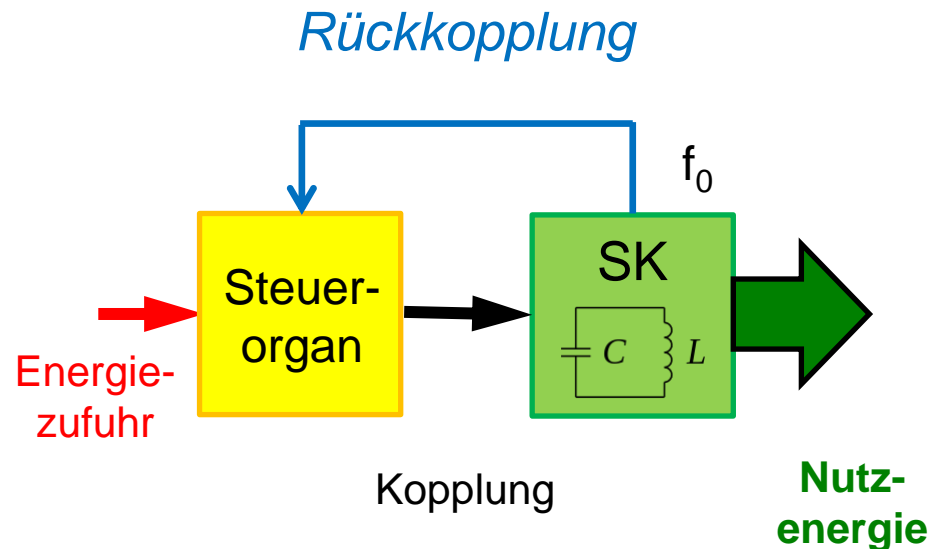 Rückkopplung
f₀
Steuer-
organ
SK
C
L
Energie-
zufuhr
Kopplung
Nutz-
energie